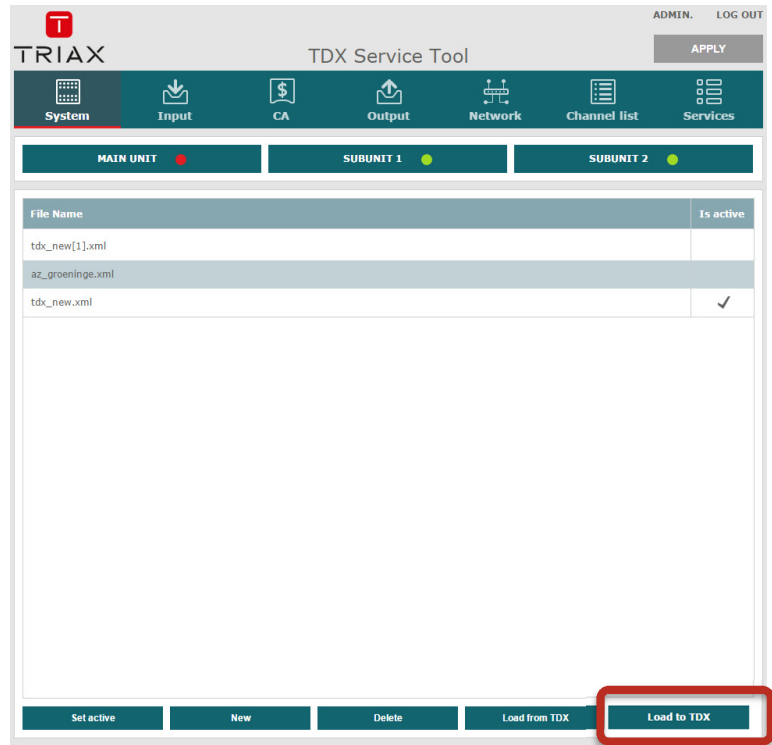 ADMIN. LOG OUT
T
TRIAX
TDX Service Tool
APPLY
System Input $ CA Output Network Channel list Services
MAIN UNIT SUBUNIT 1 SUBUNIT 2
File Name Is active
tdx_new[1].xml
az_groeninge.xml
tdx_new.xml
Set active New Delete Load from TDX Load to TDX